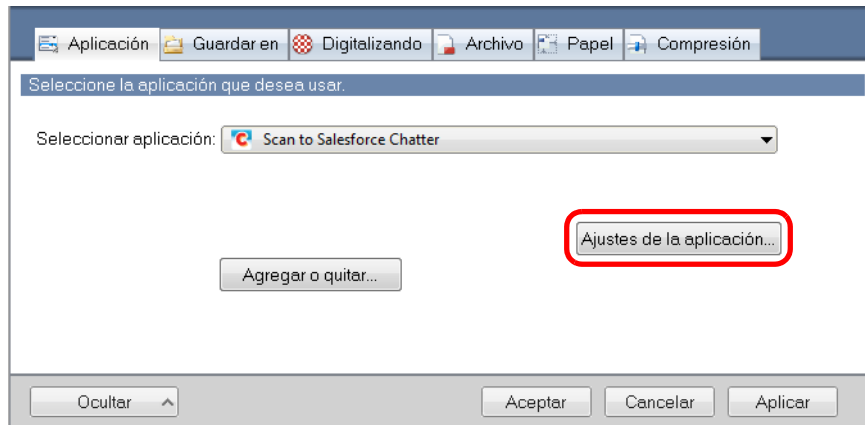 Aplicación Guardar en Digitalizando Archivo Papel Compresión
Seleccione la aplicación que desea usar.
Seleccionar aplicación: Scan to Salesforce Chatter
Ajustes de la aplicación...
Agregar o quitar...
Ocultar Aceptar Cancelar Aplicar